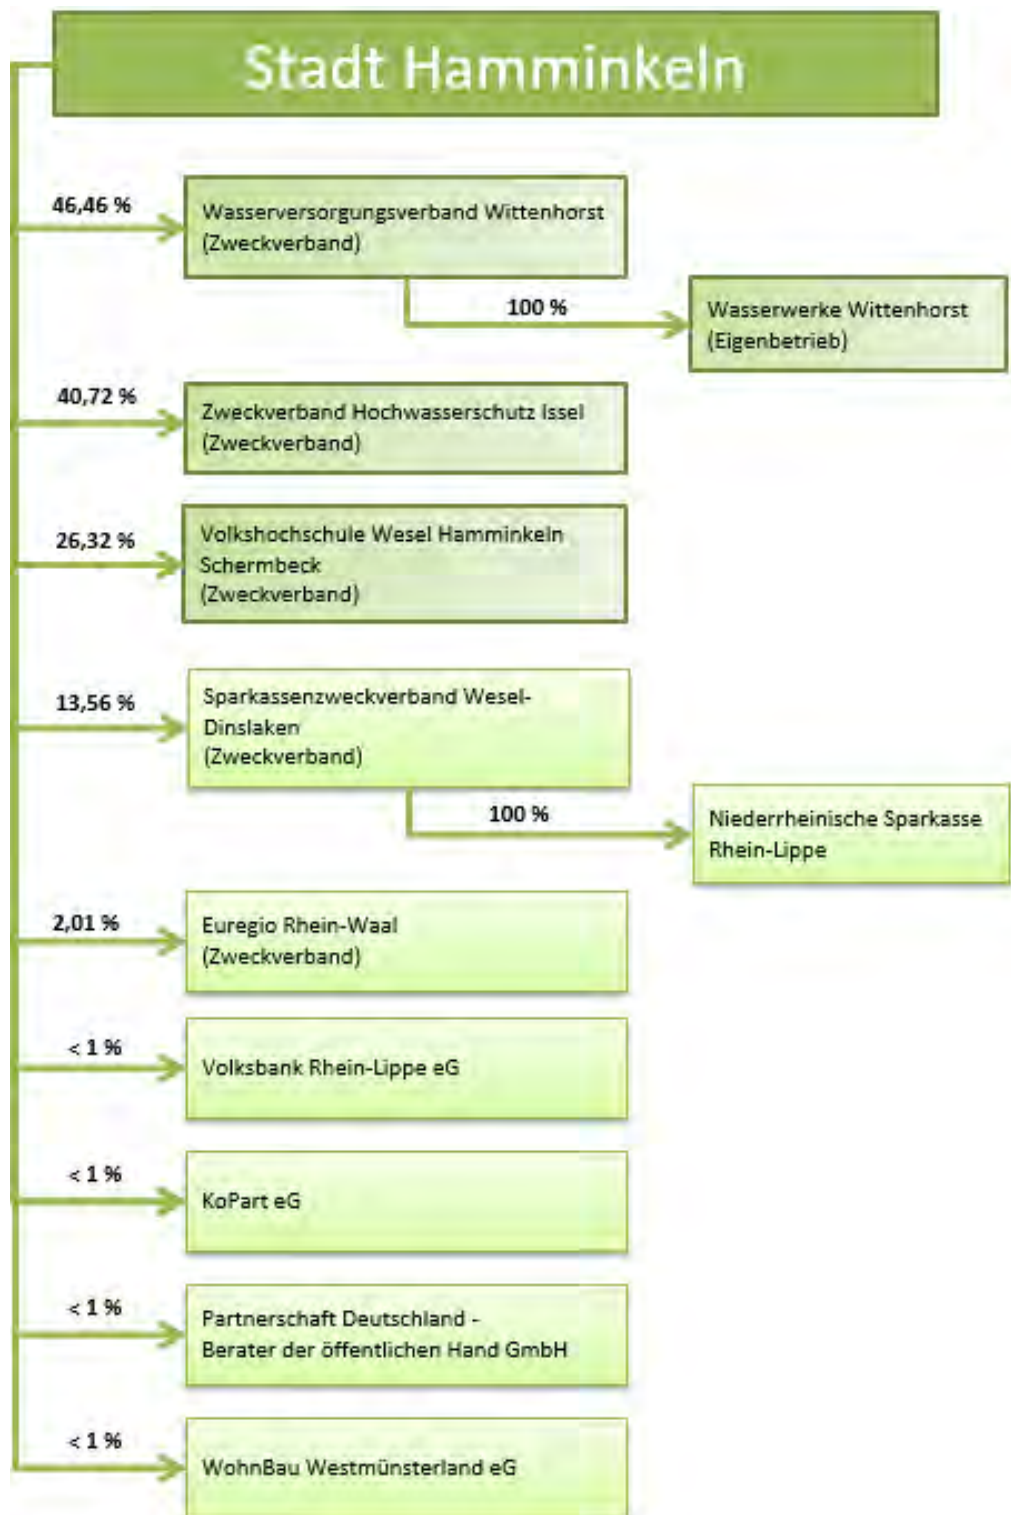 Stadt Hamminkeln
46,46 %
Wasserversorgungsverband Wittenhorst
(Zweckverband)
100 %
Wasserwerke Wittenhorst
(Eigenbetrieb)
40,72 %
Zweckverband Hochwasserschutz Issel
(Zweckverband)
26,32 %
Volkshochschule Wesel Hamminkeln
Schermbeck
(Zweckverband)
13,56 %
Sparkassenzweckverband Wesel-
Dinslaken
(Zweckverband)
100 %
Niederrheinische Sparkasse
Rhein-Lippe
2,01 %
Euregio Rhein-Waal
(Zweckverband)
< 1 %
Volksbank Rhein-Lippe eG
< 1 %
KoPart eG
< 1 %
Partnerschaft Deutschland -
Berater der öffentlichen Hand GmbH
< 1 %
WohnBau Westmünsterland eG